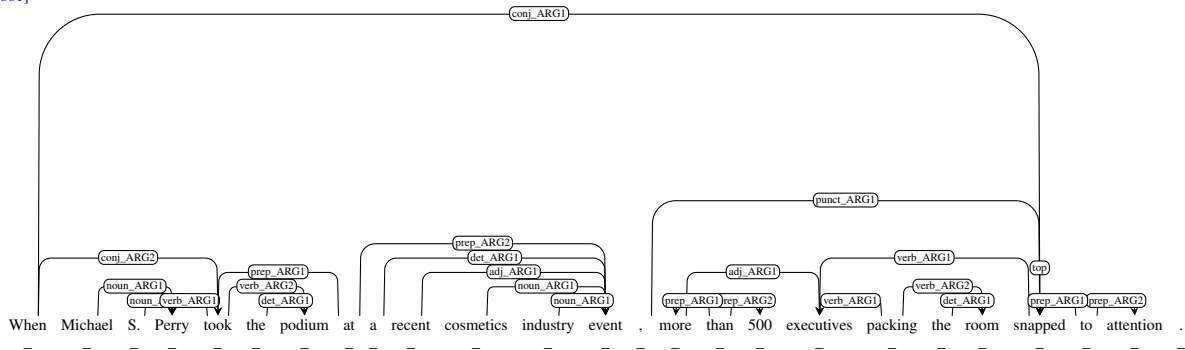 conj_ARG1
punct_ARG1
prep_ARG2
conj_ARG2 det_ARG1 verb_ARG1
top
prep_ARG1 adj_ARG1 adj_ARG1
noun_ARG1 verb_ARG2 noun_ARG1 verb_ARG2
verb_ARG1 det_ARG1 noun_ARG1 prep_ARG1 verb_ARG1 det_ARG1 prep_ARG1 prep_ARG2
When Michael S. Perry took the podium at a recent cosmetics industry event , more than 500 executives packing the room snapped to attention .
_ _ _ _ _ _ _ _ _ _ _ _ _ _ _ _ _ _ _ _ _ _ _ _ _